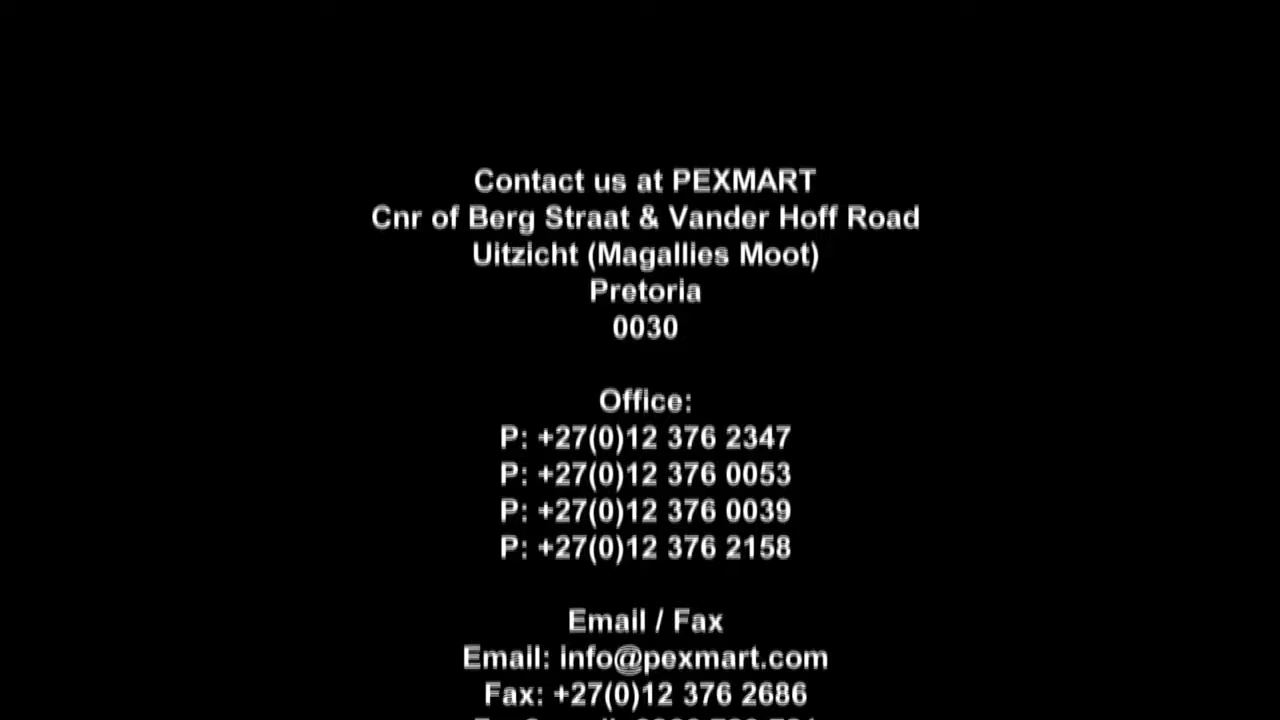 Contact us at PEXMART
Cnr of Berg Straat & Vander Hoff Road
Uitzicht (Magallies Moot)
Pretoria
0030
Office:
P: +27(0)12 376 2347
P: +27(0)12 376 0053
P: +27(0)12 376 0039
P: +27(0)12 376 2158
Email / Fax
Email: info@pexmart.com
Fax: +27(0)12 376 2686